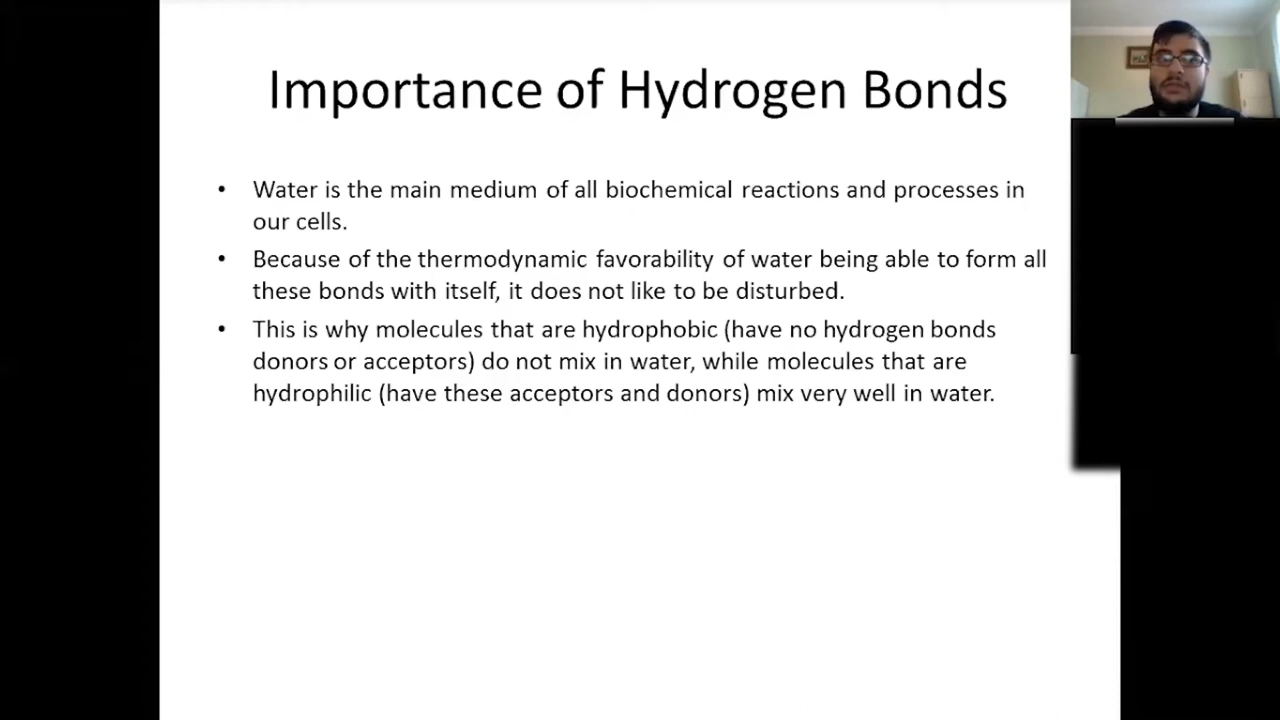 Importance of Hydrogen Bonds
• Water is the main medium of all biochemical reactions and processes in
our cells.
• Because of the thermodynamic favorability of water being able to form all
these bonds with itself, it does not like to be disturbed.
• This is why molecules that are hydrophobic (have no hydrogen bonds
donors or acceptors) do not mix in water, while molecules that are
hydrophilic (have these acceptors and donors) mix very well in water.